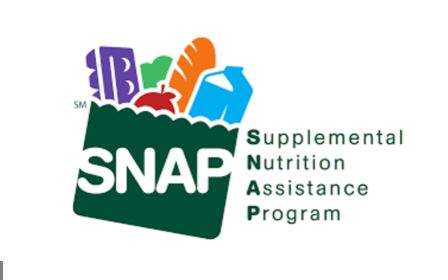 SM
SNAP
Supplemental
Nutrition
Assistance
Program